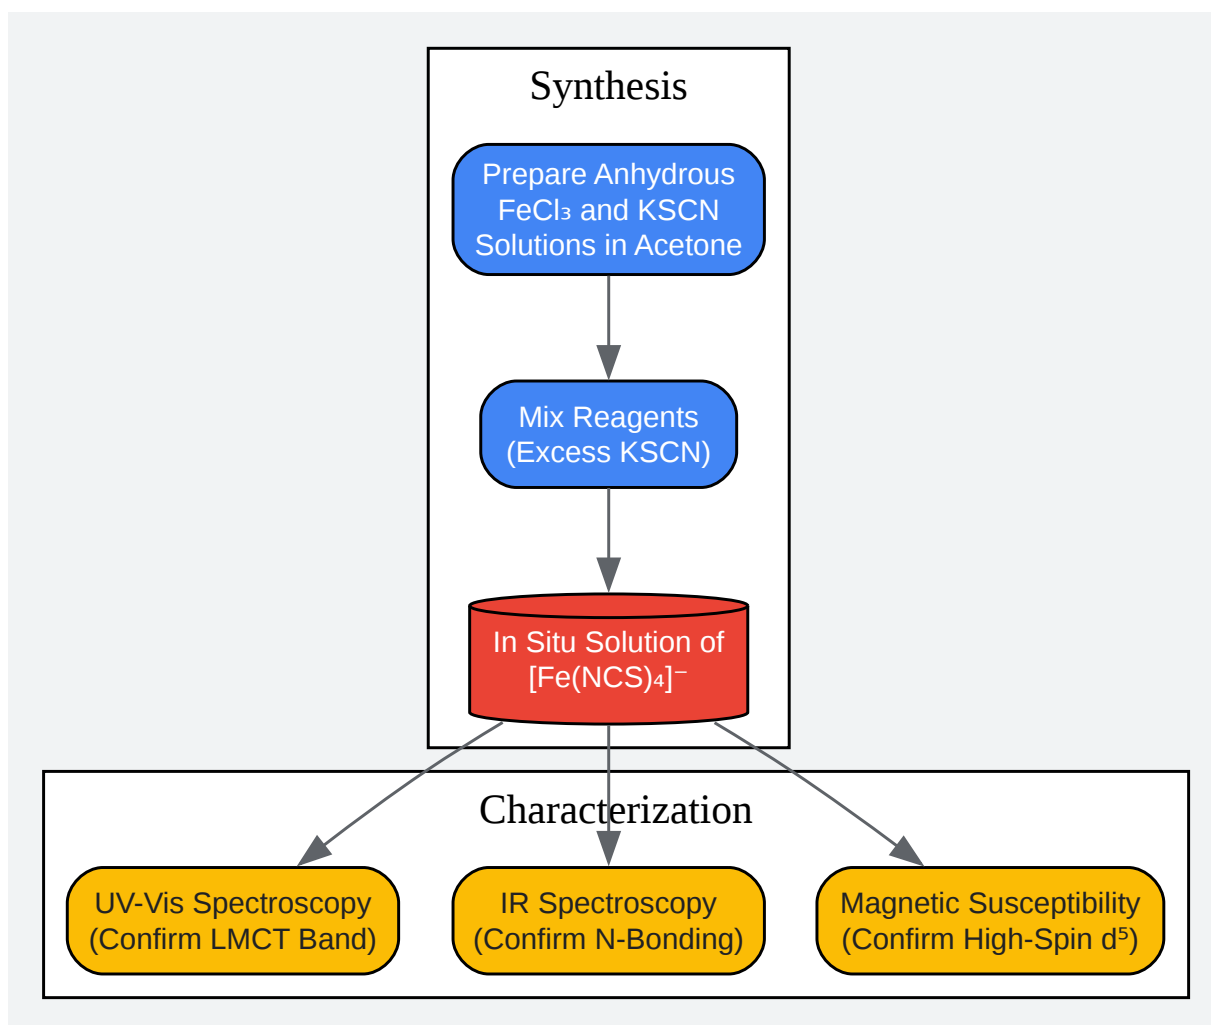 Synthesis
Prepare Anhydrous
FeCl₃ and KSCN
Solutions in Acetone
Mix Reagents
(Excess KSCN)
In Situ Solution of
[Fe(NCS)₄]⁻
Characterization
UV-Vis Spectroscopy
(Confirm LMCT Band)
IR Spectroscopy
(Confirm N-Bonding)
Magnetic Susceptibility
(Confirm High-Spin d⁵)